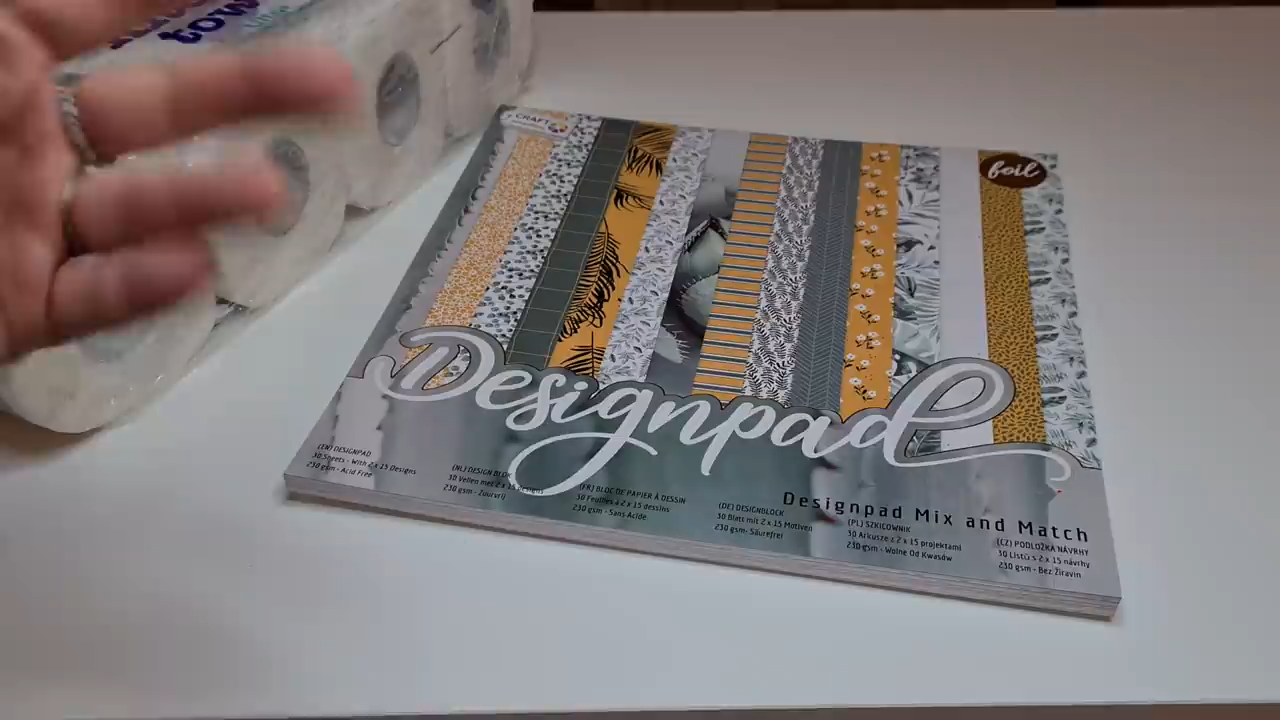 tow
CRAFT
foil
Designpad
Designpad Mix and Match
(EN) DESIGNPAD
30 Sheets - With 2 x 15 Designs
230 gsm - Acid Free
(NL) DESIGN BLOK
30 Vellen met 2 x 15 designs
230 gsm - Zuurvrij
(FR) BLOC DE PAPIER À DESSIN
30 Feuilles à 2 x 15 dessins
230 gsm - Sans Acide
(DE) DESIGNBLOCK
30 Blatt mit 2 x 15 Motiven
230 gsm- Säurefrei
(PL) SZKICOWNIK
30 Arkusze z 2 x 15 projektami
230 gsm - Wolne Od Kwasów
(CZ) PODLOŽKA NÁVRHY
30 Listů s 2 x 15 návrhy
230 gsm - Bez Žiravin